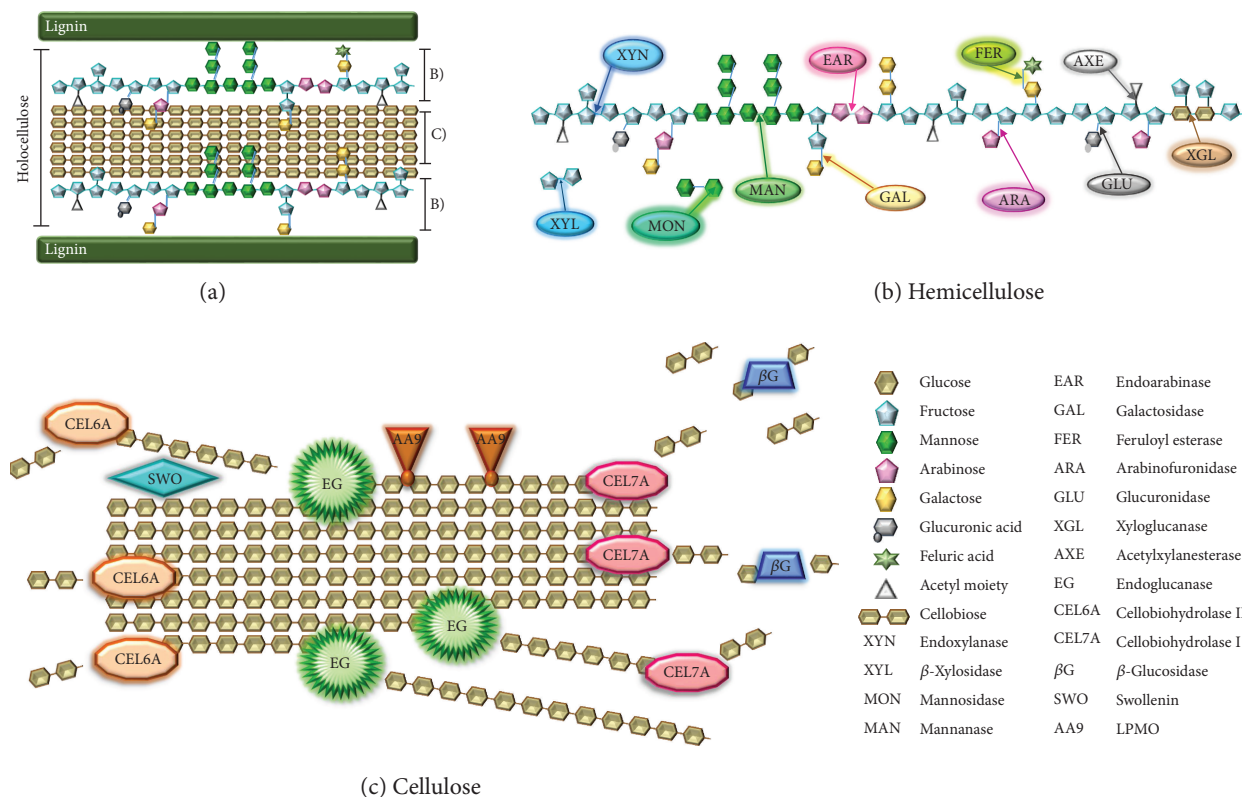 Lignin
Holocellulose
B)
C)
B)
Lignin
(a)
XYN
EAR
FER
AXE
XYL
MON
MAN
GAL
ARA
GLU
XGL
(b) Hemicellulose
CEL6A
SWO
EG
AA9
AA9
CEL7A
βG
CEL6A
CEL7A
βG
EG
CEL6A
EG
CEL7A
(c) Cellulose
Glucose
Fructose
Mannose
Arabinose
Galactose
Glucuronic acid
Feluric acid
Acetyl moiety
Cellobiose
XYN Endoxylanase
XYL β-Xylosidase
MON Mannosidase
MAN Mannanase
EAR Endoarabinase
GAL Galactosidase
FER Feruloyl esterase
ARA Arabinofuronidase
GLU Glucuronidase
XGL Xyloglucanase
AXE Acetylxylanesterase
EG Endoglucanase
CEL6A Cellobiohydrolase II
CEL7A Cellobiohydrolase I
βG β-Glucosidase
SWO Swollenin
AA9 LPMO